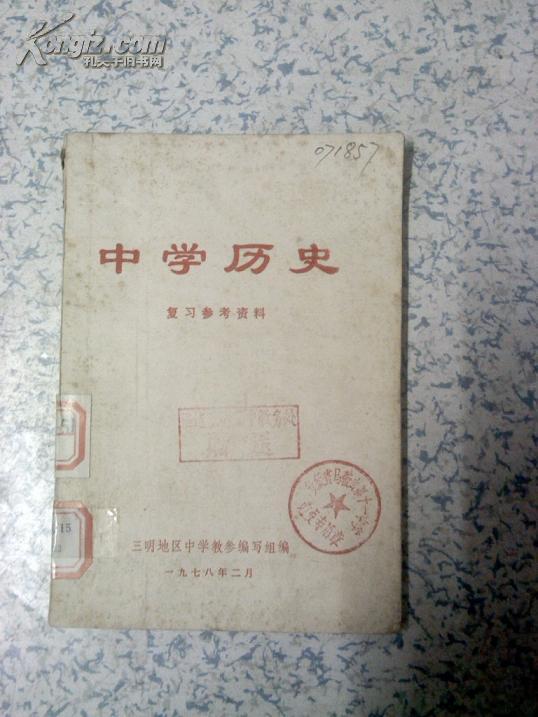 Kongfz.com
孔夫子旧书网
071857
中学历史
复习参考资料
15
三明地区中学教参编写组编
一九七八年二月